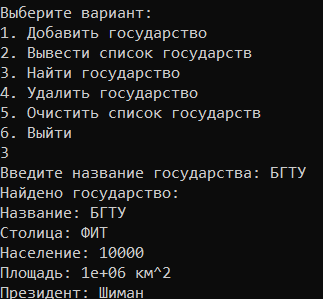 Выберите вариант:
1. Добавить государство
2. Вывести список государств
3. Найти государство
4. Удалить государство
5. Очистить список государств
6. Выйти
3
Введите название государства: БГТУ
Найдено государство:
Название: БГТУ
Столица: ФИТ
Население: 10000
Площадь: 1e+06 км^2
Президент: Шиман